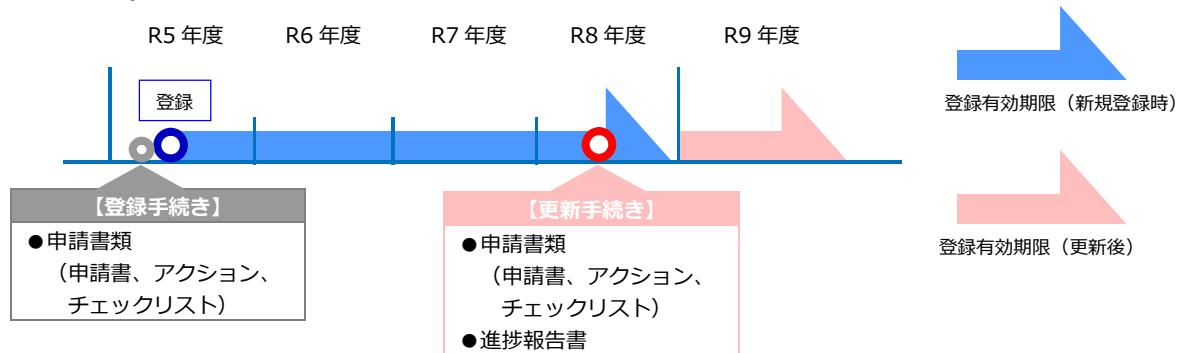 R5 年度
R6 年度
R7 年度
R8 年度
R9 年度
登録
登録有効期限（新規登録時）
【登録手続き】
●申請書類
（申請書、アクション、
チェックリスト）
【更新手続き】
●申請書類
（申請書、アクション、
チェックリスト）
●進捗報告書
登録有効期限（更新後）